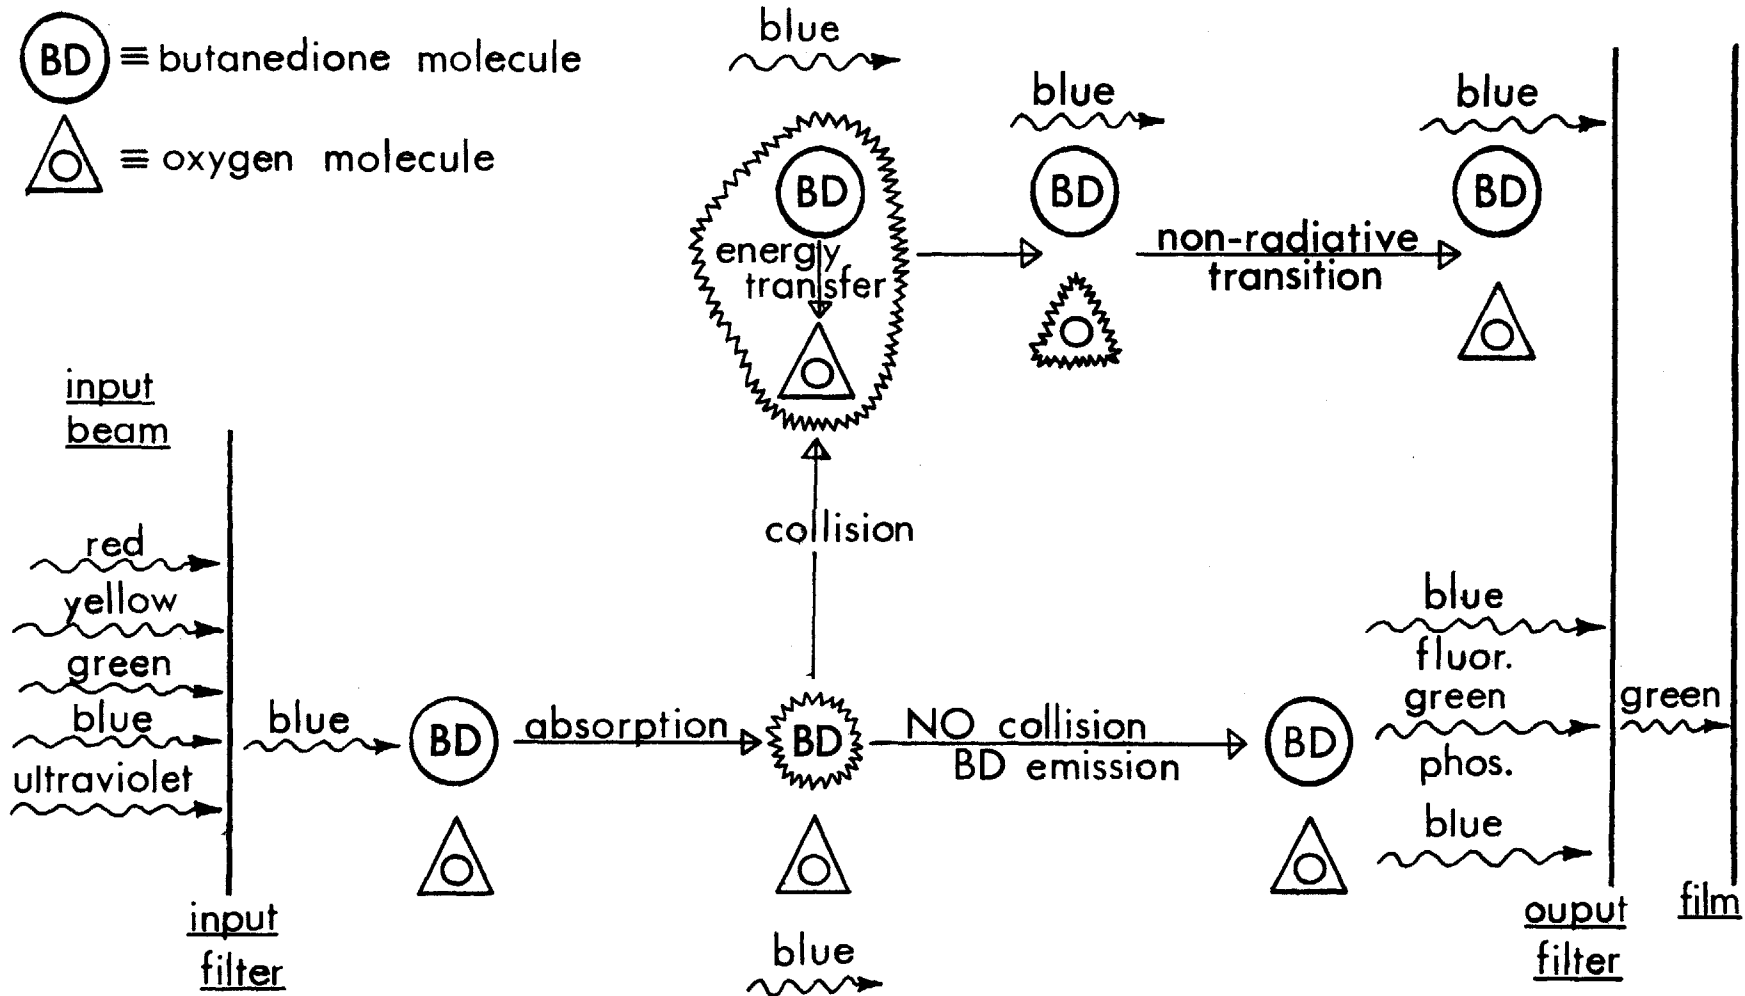 BD ≡ butanedione molecule
O ≡ oxygen molecule
blue
blue
blue
BD
BD
BD
energy
transfer
non-radiative
transition
O
O
O
input
beam
collision
red
yellow
green
blue
ultraviolet
blue
BD
absorption
BD
NO collision
BD emission
BD
blue
fluor.
green
phos.
blue
green
O
O
O
input
filter
blue
ouput
filter
film